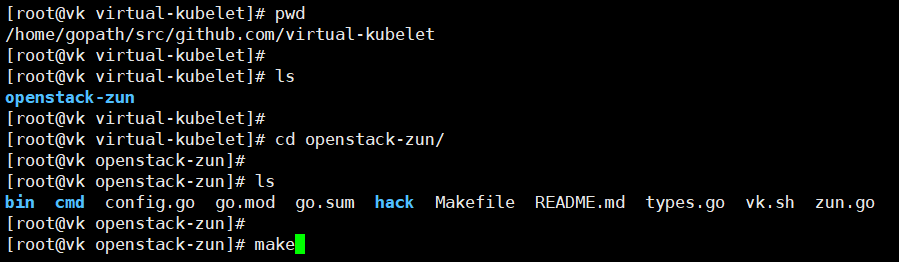 [root@vk virtual-kubelet]# pwd
/home/gopath/src/github.com/virtual-kubelet
[root@vk virtual-kubelet]#
[root@vk virtual-kubelet]# ls
openstack-zun
[root@vk virtual-kubelet]#
[root@vk virtual-kubelet]# cd openstack-zun/
[root@vk openstack-zun]#
[root@vk openstack-zun]# ls
bin  cmd  config.go  go.mod  go.sum  hack  Makefile  README.md  types.go  vk.sh  zun.go
[root@vk openstack-zun]#
[root@vk openstack-zun]# make